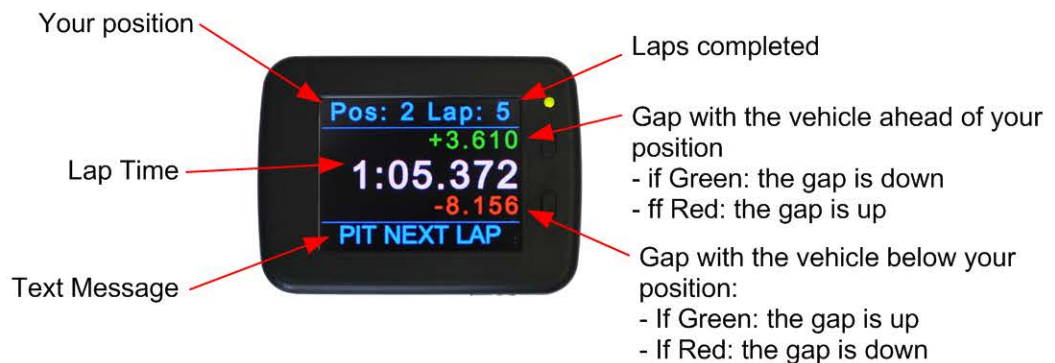 Your position
Laps completed
Pos: 2 Lap: 5
+3.610
Gap with the vehicle ahead of your
position
- if Green: the gap is down
- ff Red: the gap is up
Lap Time
1:05.372
-8.156
PIT NEXT LAP
Text Message
Gap with the vehicle below your
position:
- If Green: the gap is up
- If Red: the gap is down